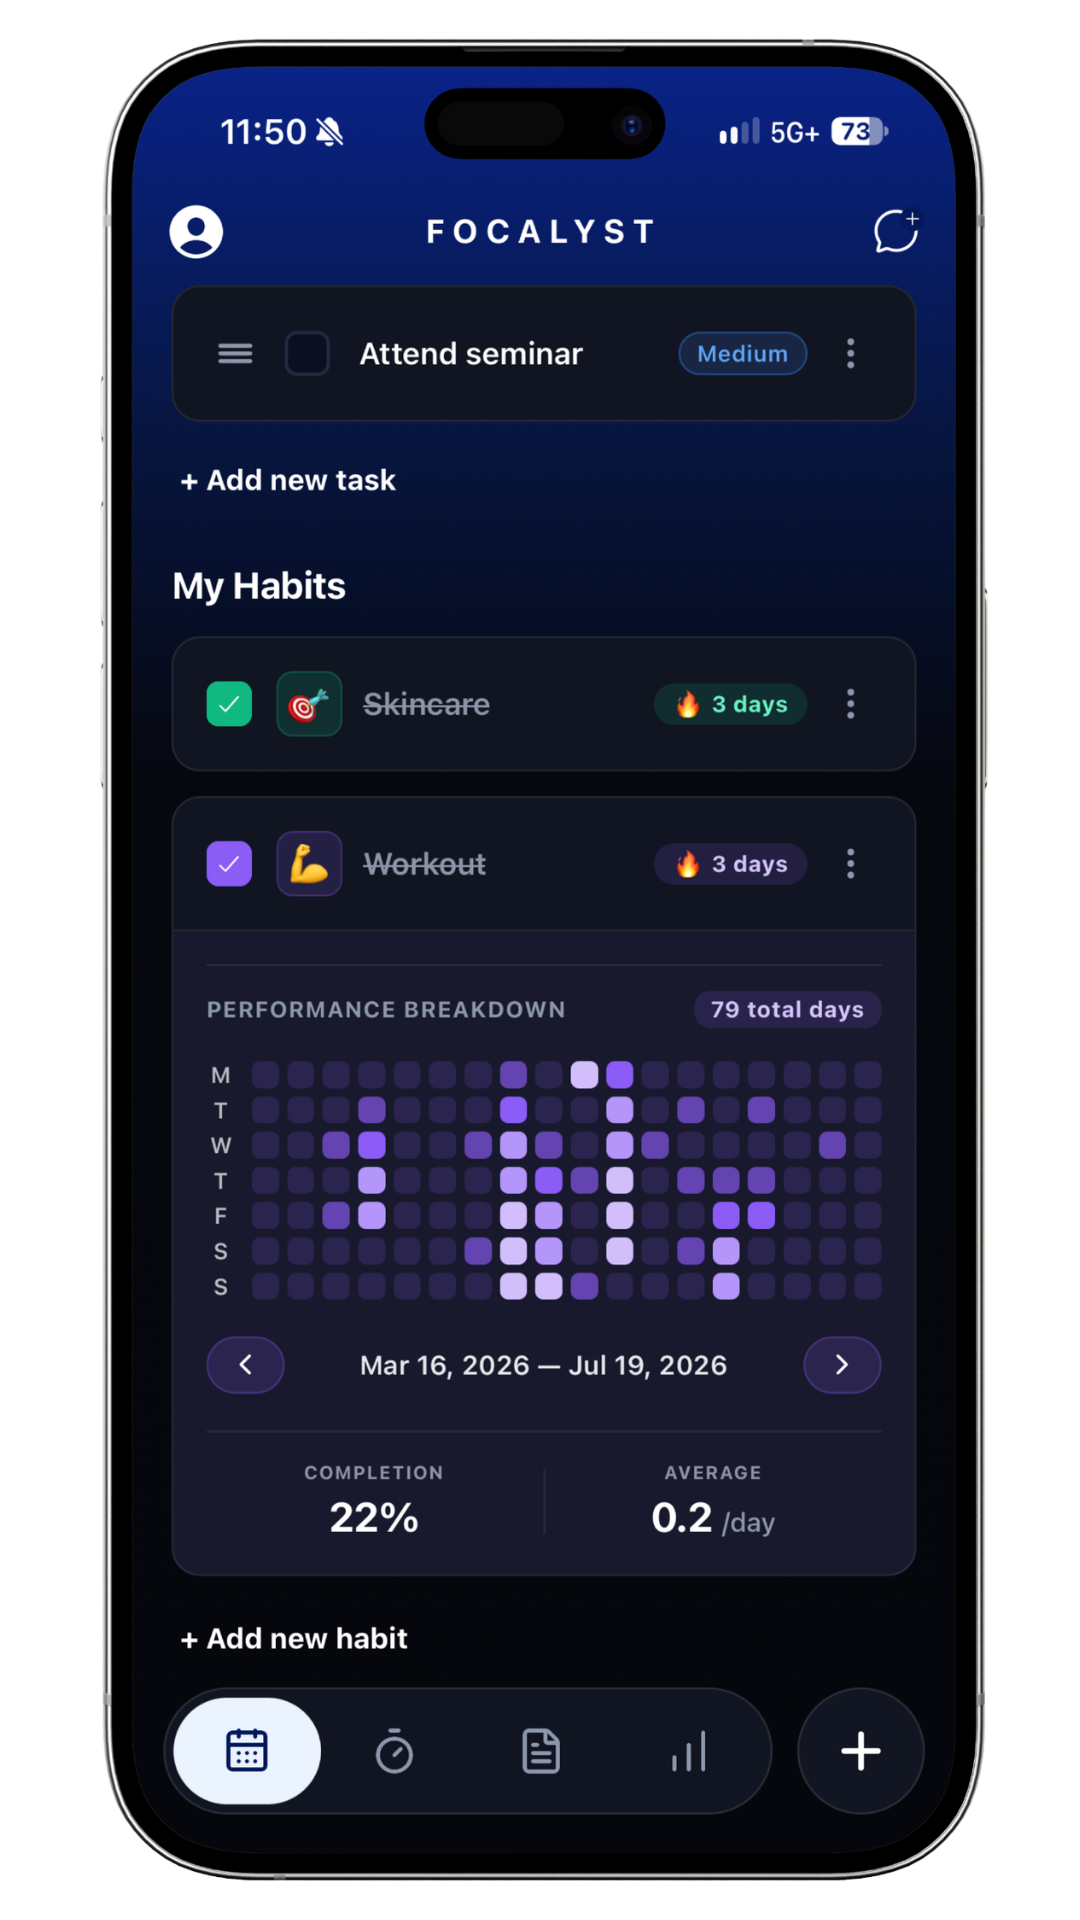 11:50 5G+ 73
FOCALYST
Attend seminar Medium
+ Add new task
My Habits
Skincare 3 days
Workout 3 days
PERFORMANCE BREAKDOWN 79 total days
M
T
W
T
F
S
S
Mar 16, 2026 — Jul 19, 2026
COMPLETION AVERAGE
22% 0.2 /day
+ Add new habit